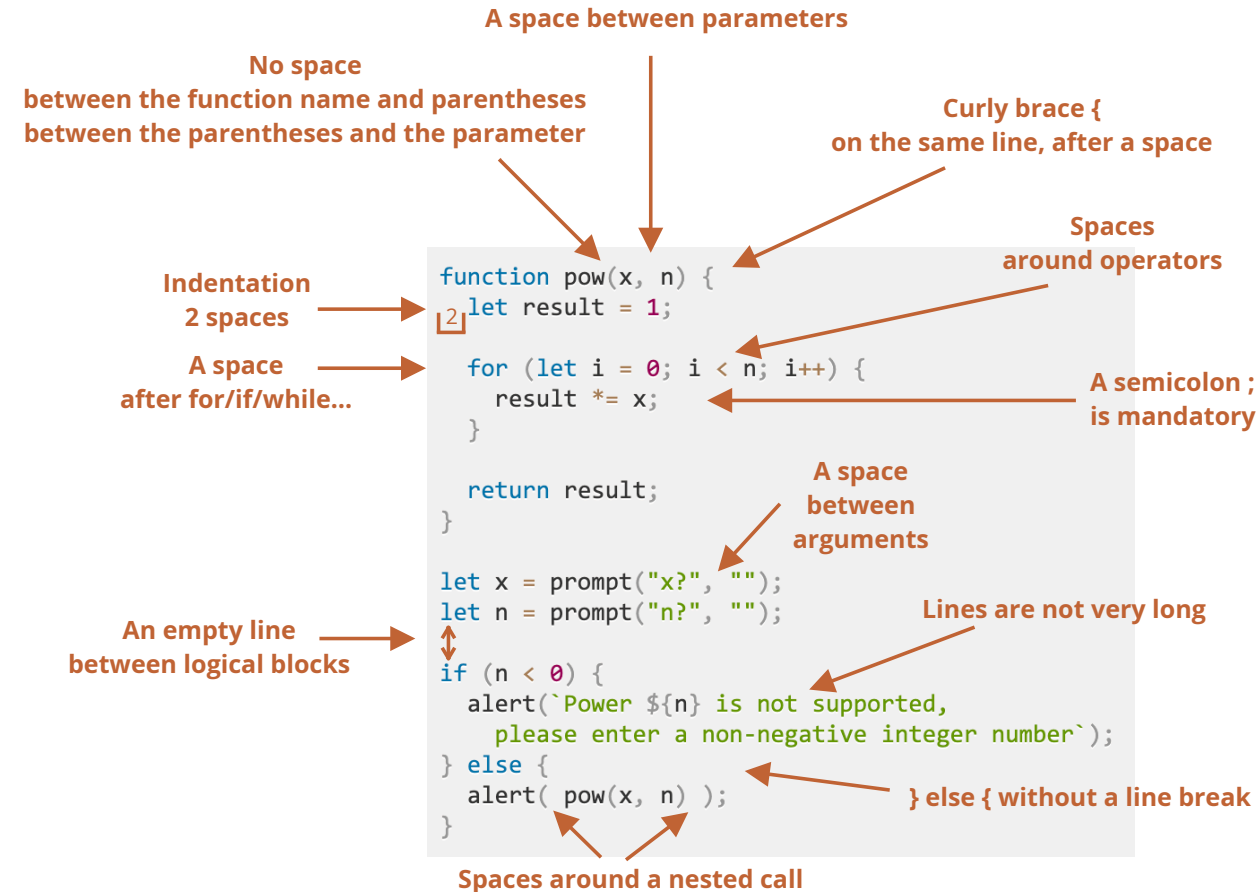 A space between parameters
No space
between the function name and parentheses
between the parentheses and the parameter
Curly brace {
on the same line, after a space
Spaces
around operators
Indentation
2 spaces
A space
after for/if/while...
A semicolon ;
is mandatory
A space
between
arguments
Lines are not very long
An empty line
between logical blocks
} else { without a line break
Spaces around a nested call
function pow(x, n) {
2
  let result = 1;

  for (let i = 0; i < n; i++) {
    result *= x;
  }

  return result;
}

let x = prompt("x?", "");
let n = prompt("n?", "");

if (n < 0) {
  alert(`Power ${n} is not supported,
    please enter a non-negative integer number`);
} else {
  alert( pow(x, n) );
}